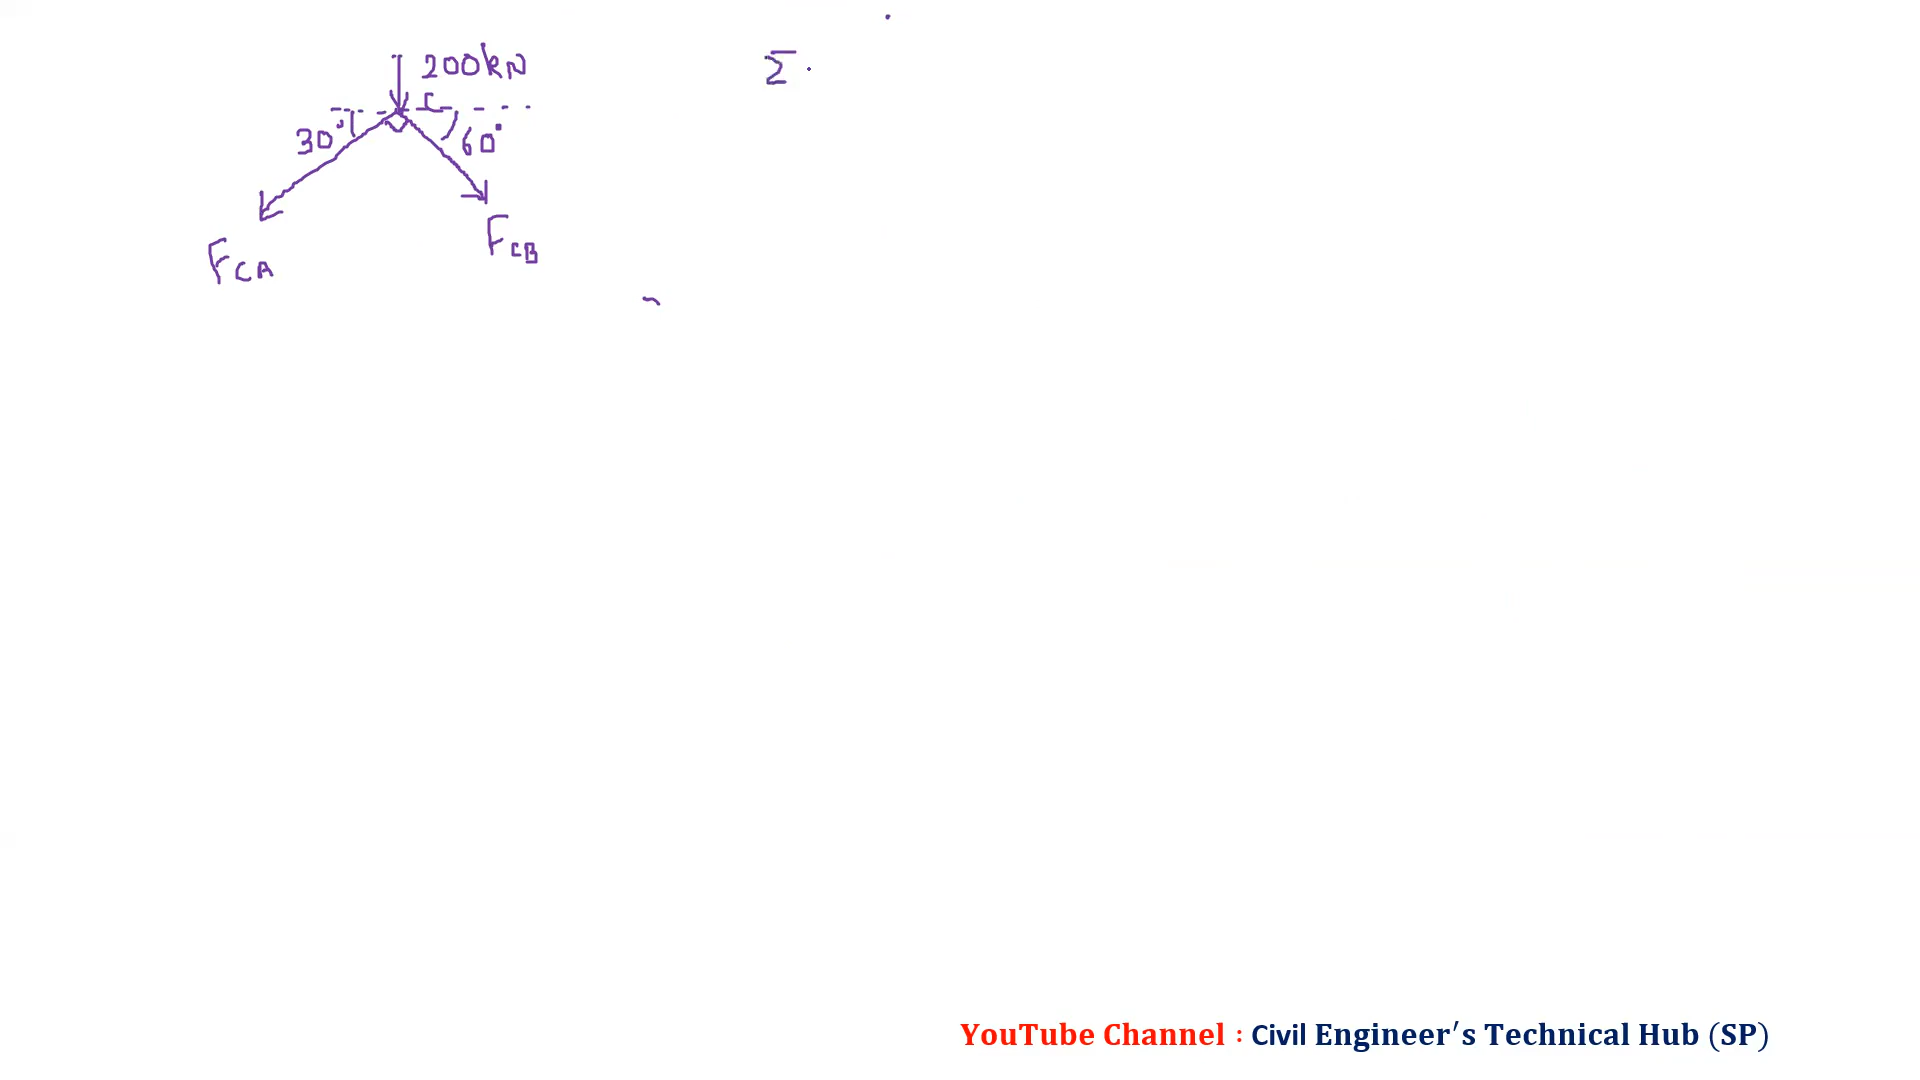 200kN
C
30°
60°
F_CA
F_CB
Σ
YouTube Channel : Civil Engineer's Technical Hub (SP)